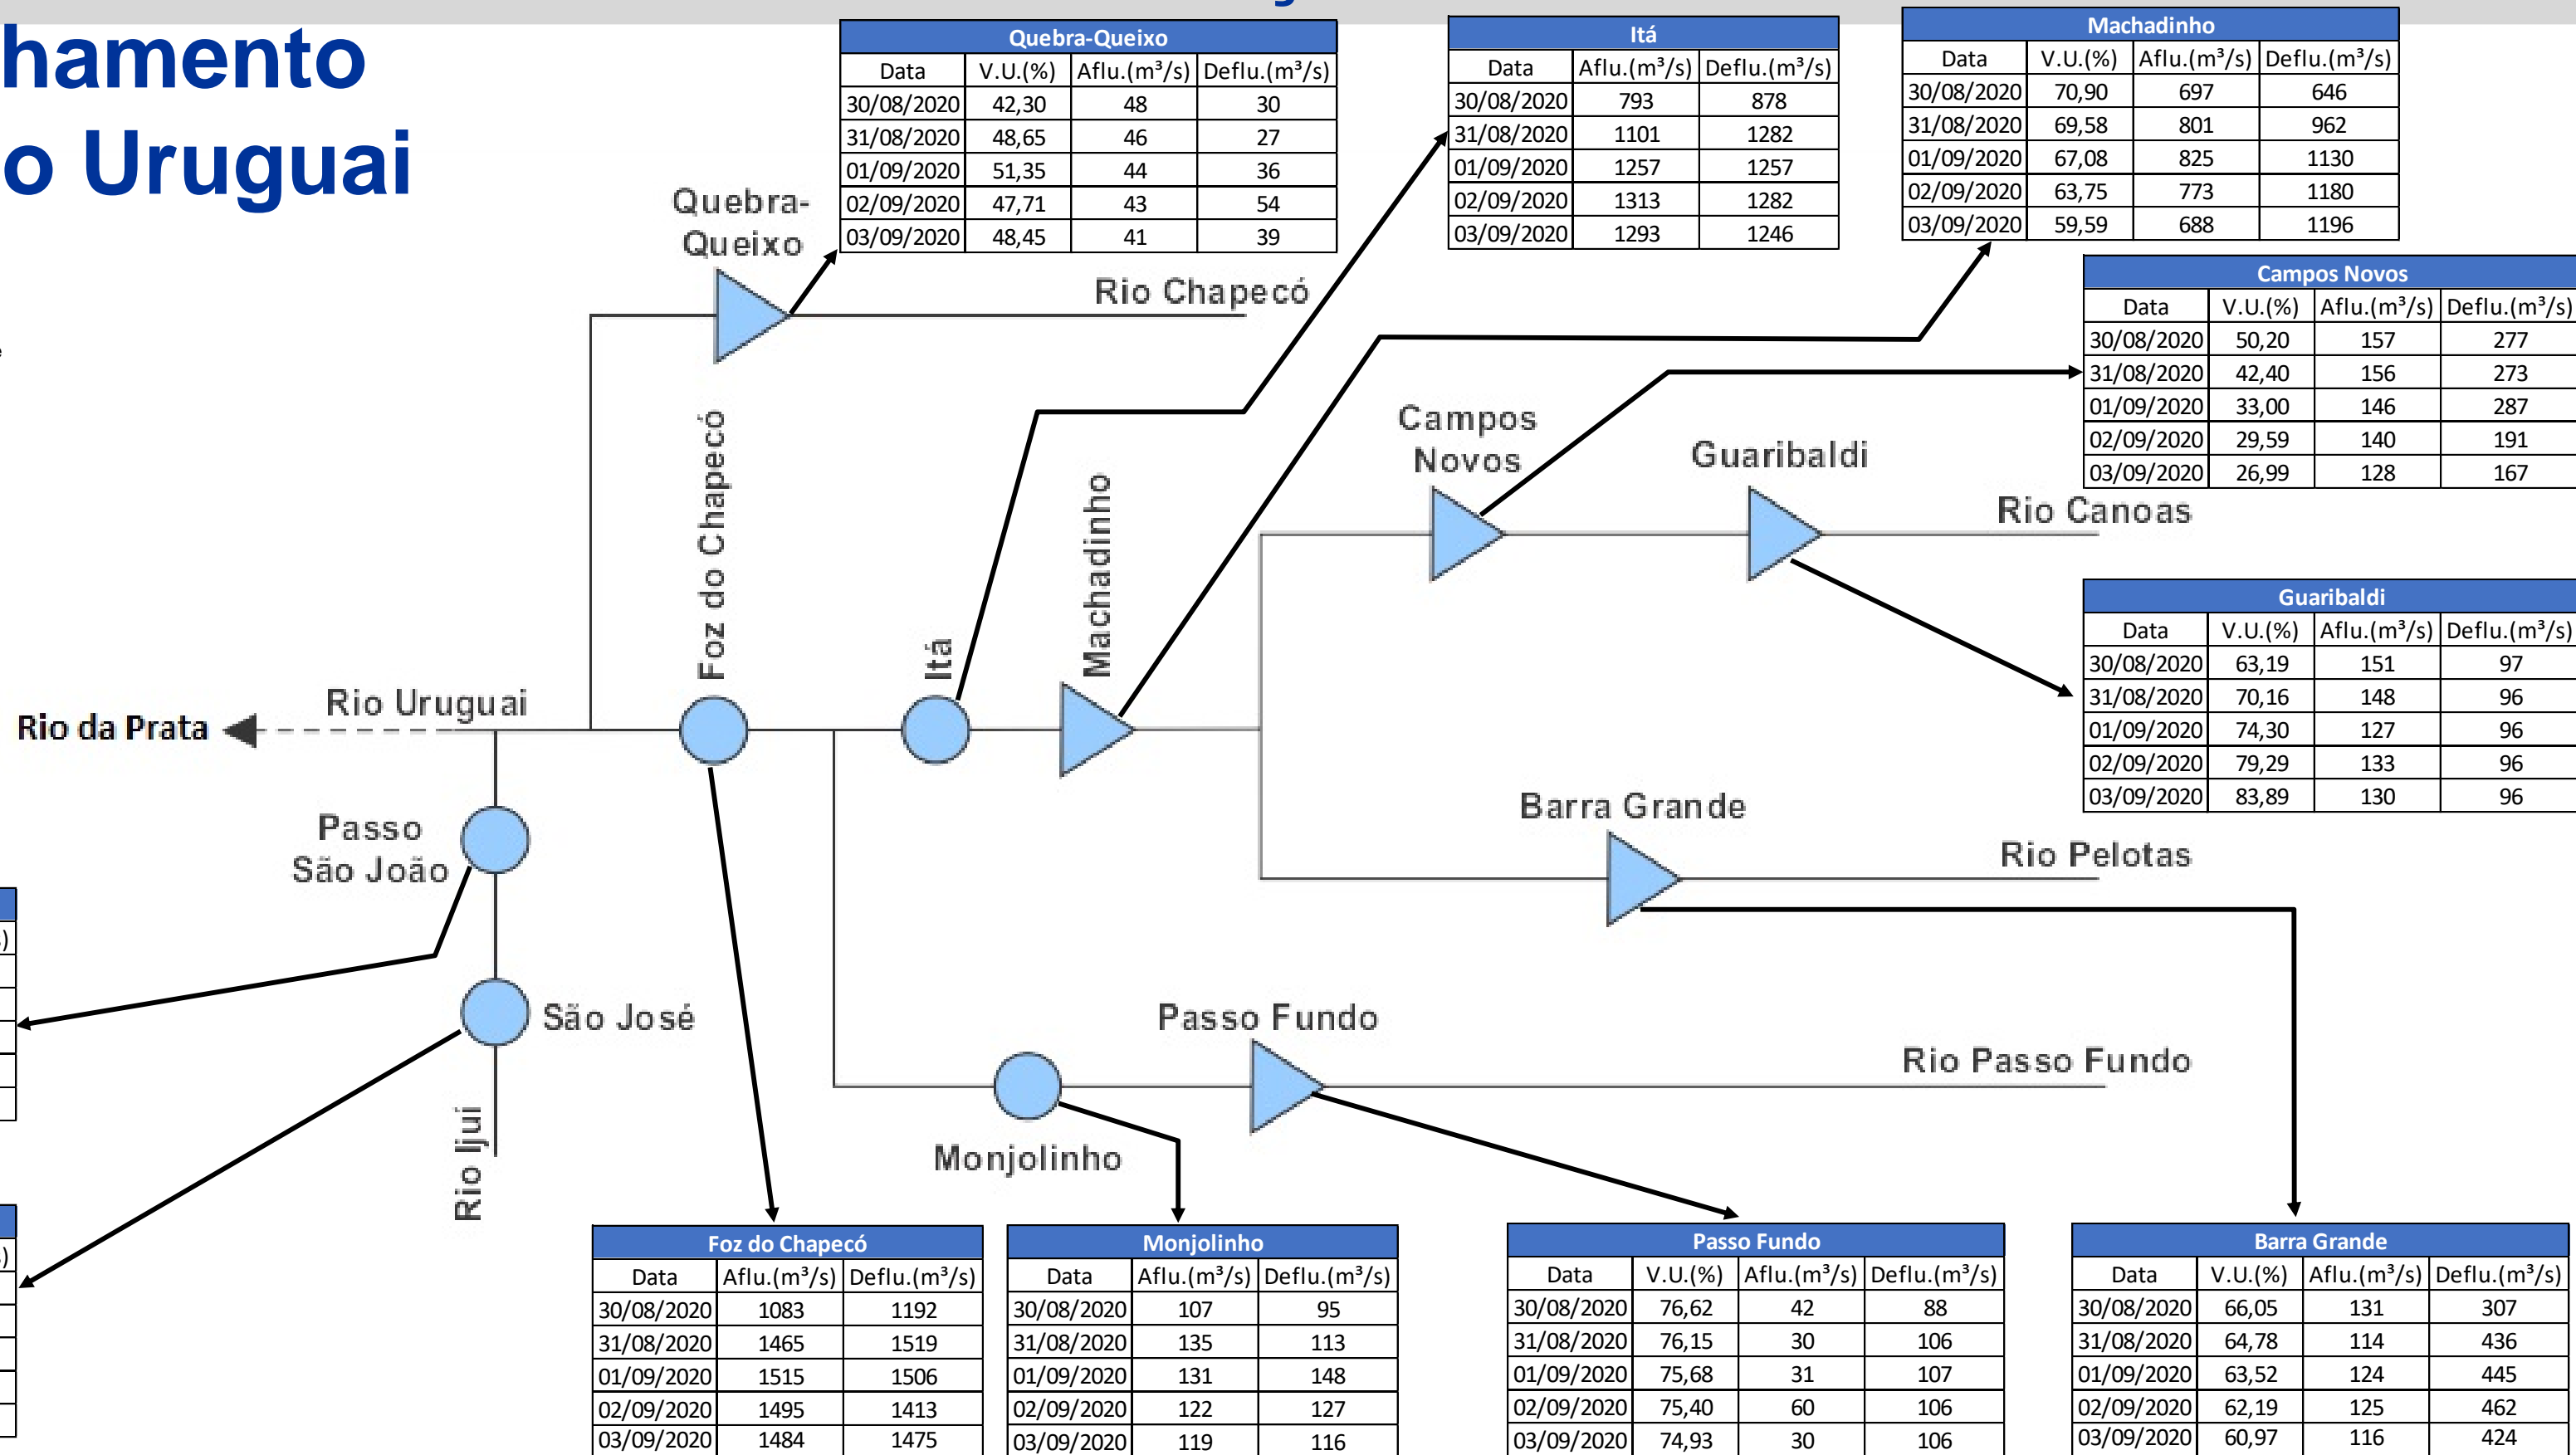 hamento
o Uruguai
Quebra-Queixo
Data V.U.(%) Aflu.(m³/s) Deflu.(m³/s)
30/08/2020 42,30 48 30
31/08/2020 48,65 46 27
01/09/2020 51,35 44 36
02/09/2020 47,71 43 54
03/09/2020 48,45 41 39
Itá
Data Aflu.(m³/s) Deflu.(m³/s)
30/08/2020 793 878
31/08/2020 1101 1282
01/09/2020 1257 1257
02/09/2020 1313 1282
03/09/2020 1293 1246
Machadinho
Data V.U.(%) Aflu.(m³/s) Deflu.(m³/s)
30/08/2020 70,90 697 646
31/08/2020 69,58 801 962
01/09/2020 67,08 825 1130
02/09/2020 63,75 773 1180
03/09/2020 59,59 688 1196
Campos Novos
Data V.U.(%) Aflu.(m³/s) Deflu.(m³/s)
30/08/2020 50,20 157 277
31/08/2020 42,40 156 273
01/09/2020 33,00 146 287
02/09/2020 29,59 140 191
03/09/2020 26,99 128 167
Guaribaldi
Data V.U.(%) Aflu.(m³/s) Deflu.(m³/s)
30/08/2020 63,19 151 97
31/08/2020 70,16 148 96
01/09/2020 74,30 127 96
02/09/2020 79,29 133 96
03/09/2020 83,89 130 96
Quebra-
Queixo
Rio Chapecó
Foz do Chapecó
Itá
Machadinho
Campos
Novos
Guaribaldi
Rio Canoas
Rio da Prata
Rio Uruguai
Barra Grande
Rio Pelotas
Passo
São João
São José
Rio Ijui
Passo Fundo
Rio Passo Fundo
Monjolinho
Foz do Chapecó
Data Aflu.(m³/s) Deflu.(m³/s)
30/08/2020 1083 1192
31/08/2020 1465 1519
01/09/2020 1515 1506
02/09/2020 1495 1413
03/09/2020 1484 1475
Monjolinho
Data Aflu.(m³/s) Deflu.(m³/s)
30/08/2020 107 95
31/08/2020 135 113
01/09/2020 131 148
02/09/2020 122 127
03/09/2020 119 116
Passo Fundo
Data V.U.(%) Aflu.(m³/s) Deflu.(m³/s)
30/08/2020 76,62 42 88
31/08/2020 76,15 30 106
01/09/2020 75,68 31 107
02/09/2020 75,40 60 106
03/09/2020 74,93 30 106
Barra Grande
Data V.U.(%) Aflu.(m³/s) Deflu.(m³/s)
30/08/2020 66,05 131 307
31/08/2020 64,78 114 436
01/09/2020 63,52 124 445
02/09/2020 62,19 125 462
03/09/2020 60,97 116 424